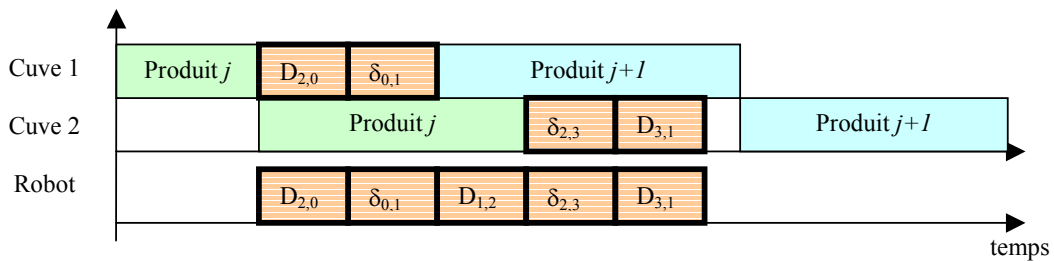 Cuve 1 Produit j D2,0 δ0,1 Produit j+1
Cuve 2 Produit j δ2,3 D3,1 Produit j+1
Robot D2,0 δ0,1 D1,2 δ2,3 D3,1
temps